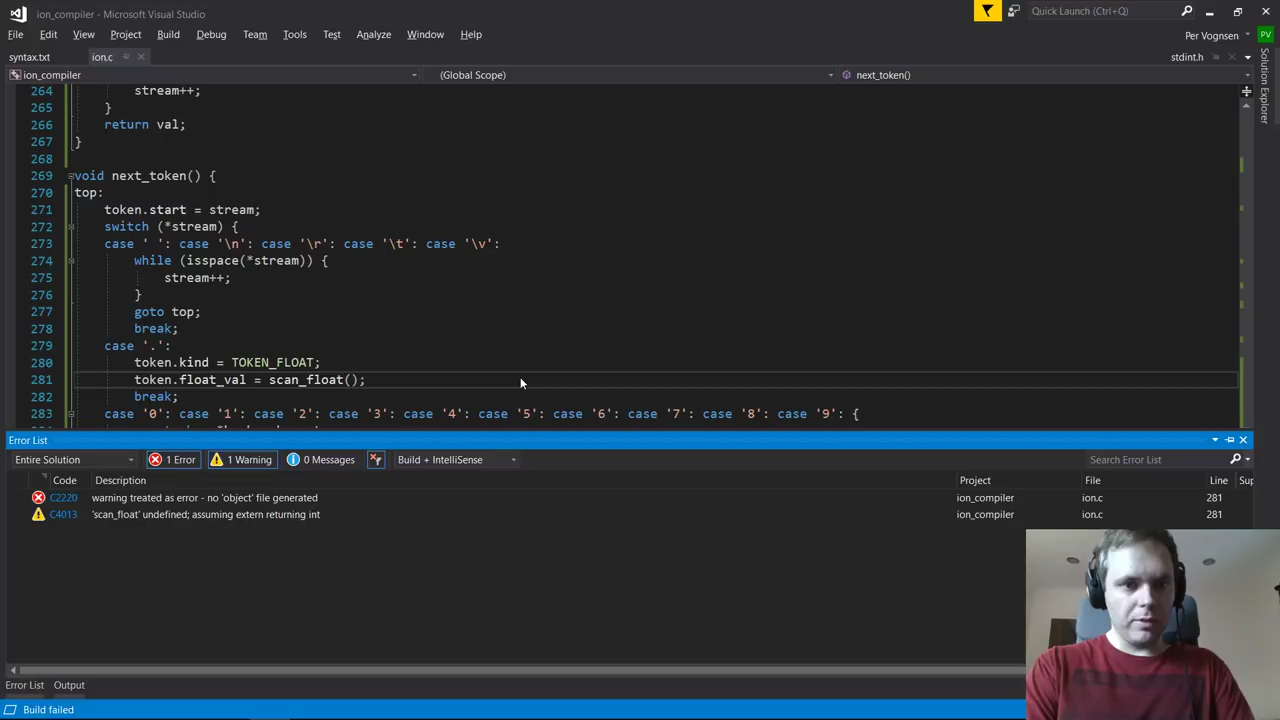 ion_compiler - Microsoft Visual Studio
Quick Launch (Ctrl+Q)
File Edit View Project Build Debug Team Tools Test Analyze Window Help
Per Vognsen PV
syntax.txt ion.c stdint.h
ion_compiler (Global Scope) next_token()
Solution Explorer
264 stream++;
265 }
266 return val;
267 }
268
269 void next_token() {
270 top:
271 token.start = stream;
272 switch (*stream) {
273 case ' ': case '\n': case '\r': case '\t': case '\v':
274 while (isspace(*stream)) {
275 stream++;
276 }
277 goto top;
278 break;
279 case '.':
280 token.kind = TOKEN_FLOAT;
281 token.float_val = scan_float();
282 break;
283 case '0': case '1': case '2': case '3': case '4': case '5': case '6': case '7': case '8': case '9': {
Error List
Entire Solution 1 Error 1 Warning 0 Messages Build + IntelliSense Search Error List
Code Description Project File Line Sup
C2220 warning treated as error - no 'object' file generated ion_compiler ion.c 281
C4013 'scan_float' undefined; assuming extern returning int ion_compiler ion.c 281
Error List Output
Build failed